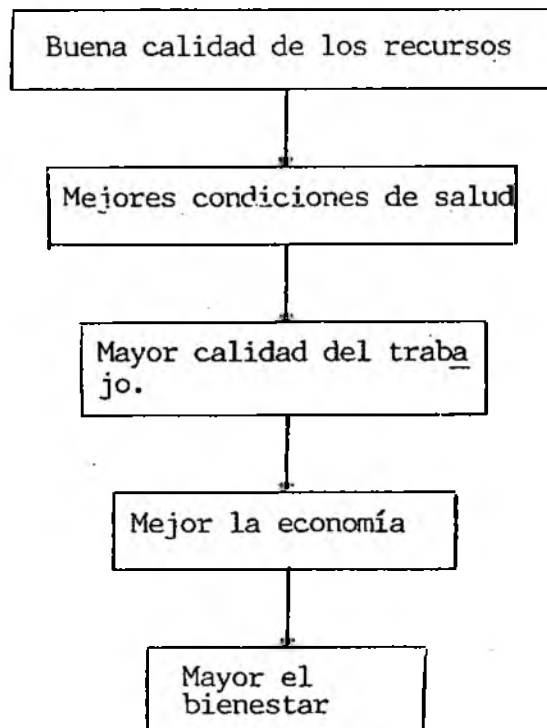 Buena calidad de los recursos
Mejores condiciones de salud
Mayor calidad del traba
jo.
Mejor la economía
Mayor el
bienestar